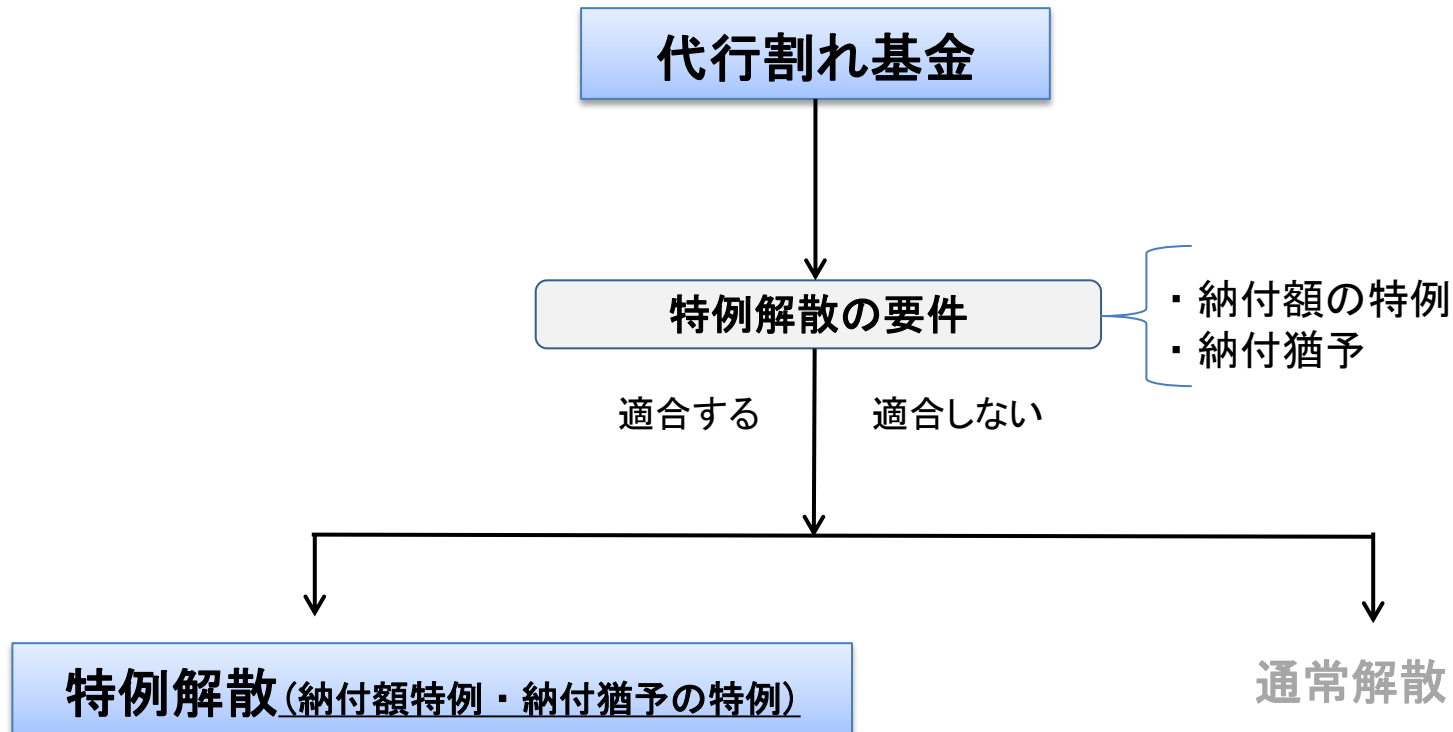 代行割れ基金
特例解散の要件
・納付額の特例
・納付猶予
適合する
適合しない
特例解散(納付額特例・納付猶予の特例)
通常解散